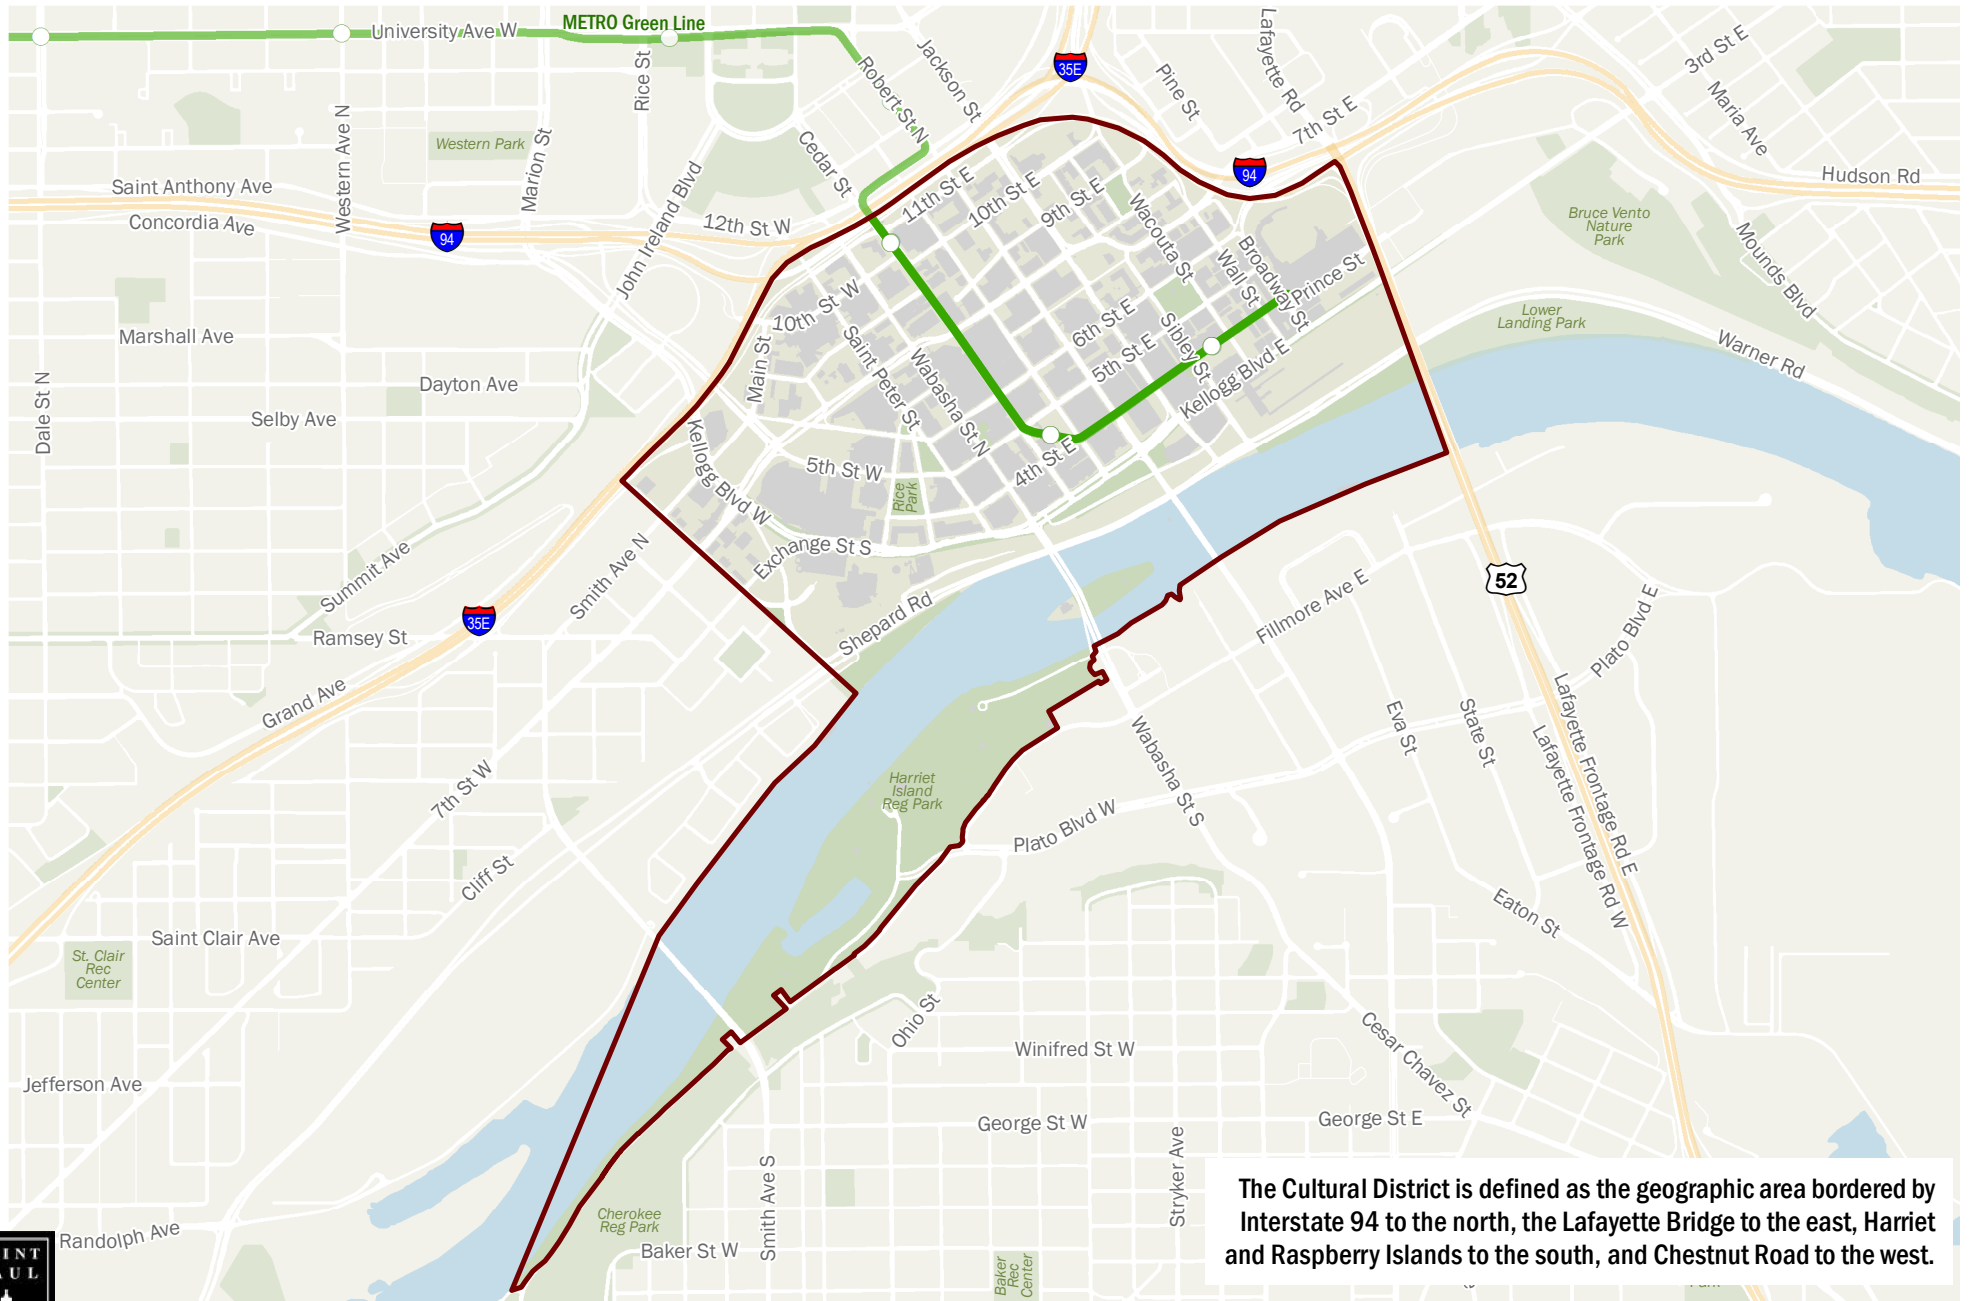 METRO Green Line
University Ave W
Robert St N
Jackson St
35E
Pine St
Lafayette Rd
7th St E
3rd St E
Maria Ave
Hudson Rd
Mounds Blvd
Bruce Vento
Nature
Park
Lower
Landing Park
Warner Rd
Rice St
Western Ave N
Western Park
Marion St
Cedar St
Saint Anthony Ave
Concordia Ave
94
94
John Ireland Blvd
12th St W
11th St E
10th St E
9th St E
Wacouta St
Broadway St
Wall St
Prince St
10th St W
Main St
Saint Peter St
Wabasha St N
6th St E
5th St E
Sibley St
Kellogg Blvd E
4th St E
Marshall Ave
Dayton Ave
Selby Ave
Dale St N
Kellogg Blvd W
5th St W
Rice
Park
Exchange St S
Smith Ave N
Summit Ave
Ramsey St
35E
Grand Ave
Shepard Rd
7th St W
Cliff St
Saint Clair Ave
St. Clair
Rec
Center
Jefferson Ave
Randolph Ave
Harriet
Island
Reg Park
Fillmore Ave E
52
Plato Blvd E
Eva St
State St
Lafayette Frontage Rd E
Lafayette Frontage Rd W
Wabasha St S
Plato Blvd W
Eaton St
Ohio St
Winifred St W
Cesar Chavez St
George St W
George St E
Stryker Ave
Smith Ave S
Cherokee
Reg Park
Baker St W
Baker
Rec
Center
The Cultural District is defined as the geographic area bordered by
Interstate 94 to the north, the Lafayette Bridge to the east, Harriet
and Raspberry Islands to the south, and Chestnut Road to the west.
INT
AUL